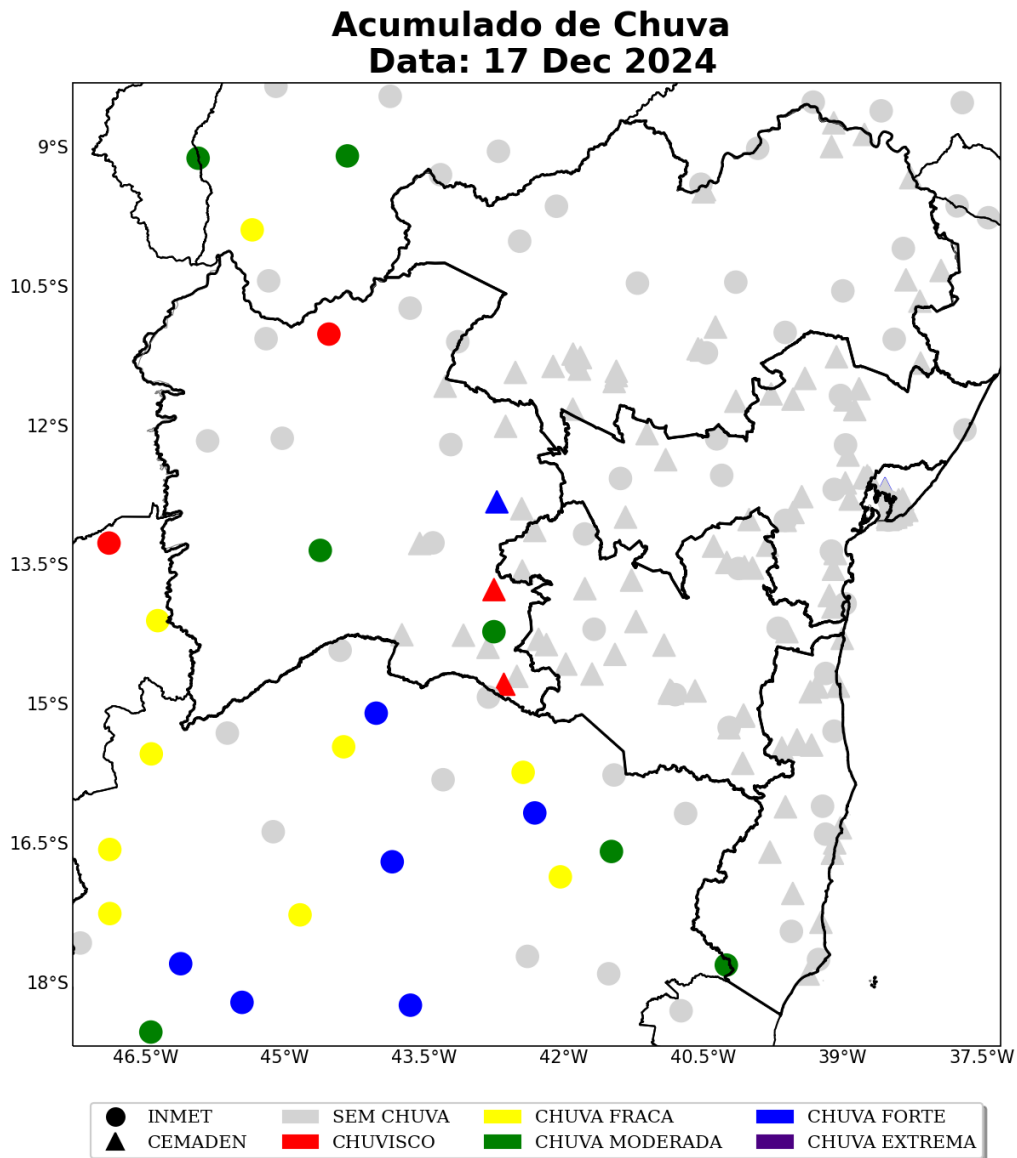 Acumulado de Chuva
Data: 17 Dec 2024
9°S
10.5°S
12°S
13.5°S
15°S
16.5°S
18°S
46.5°W 45°W 43.5°W 42°W 40.5°W 39°W 37.5°W
INMET SEM CHUVA CHUVA FRACA CHUVA FORTE
CEMADEN CHUVISCO CHUVA MODERADA CHUVA EXTREMA